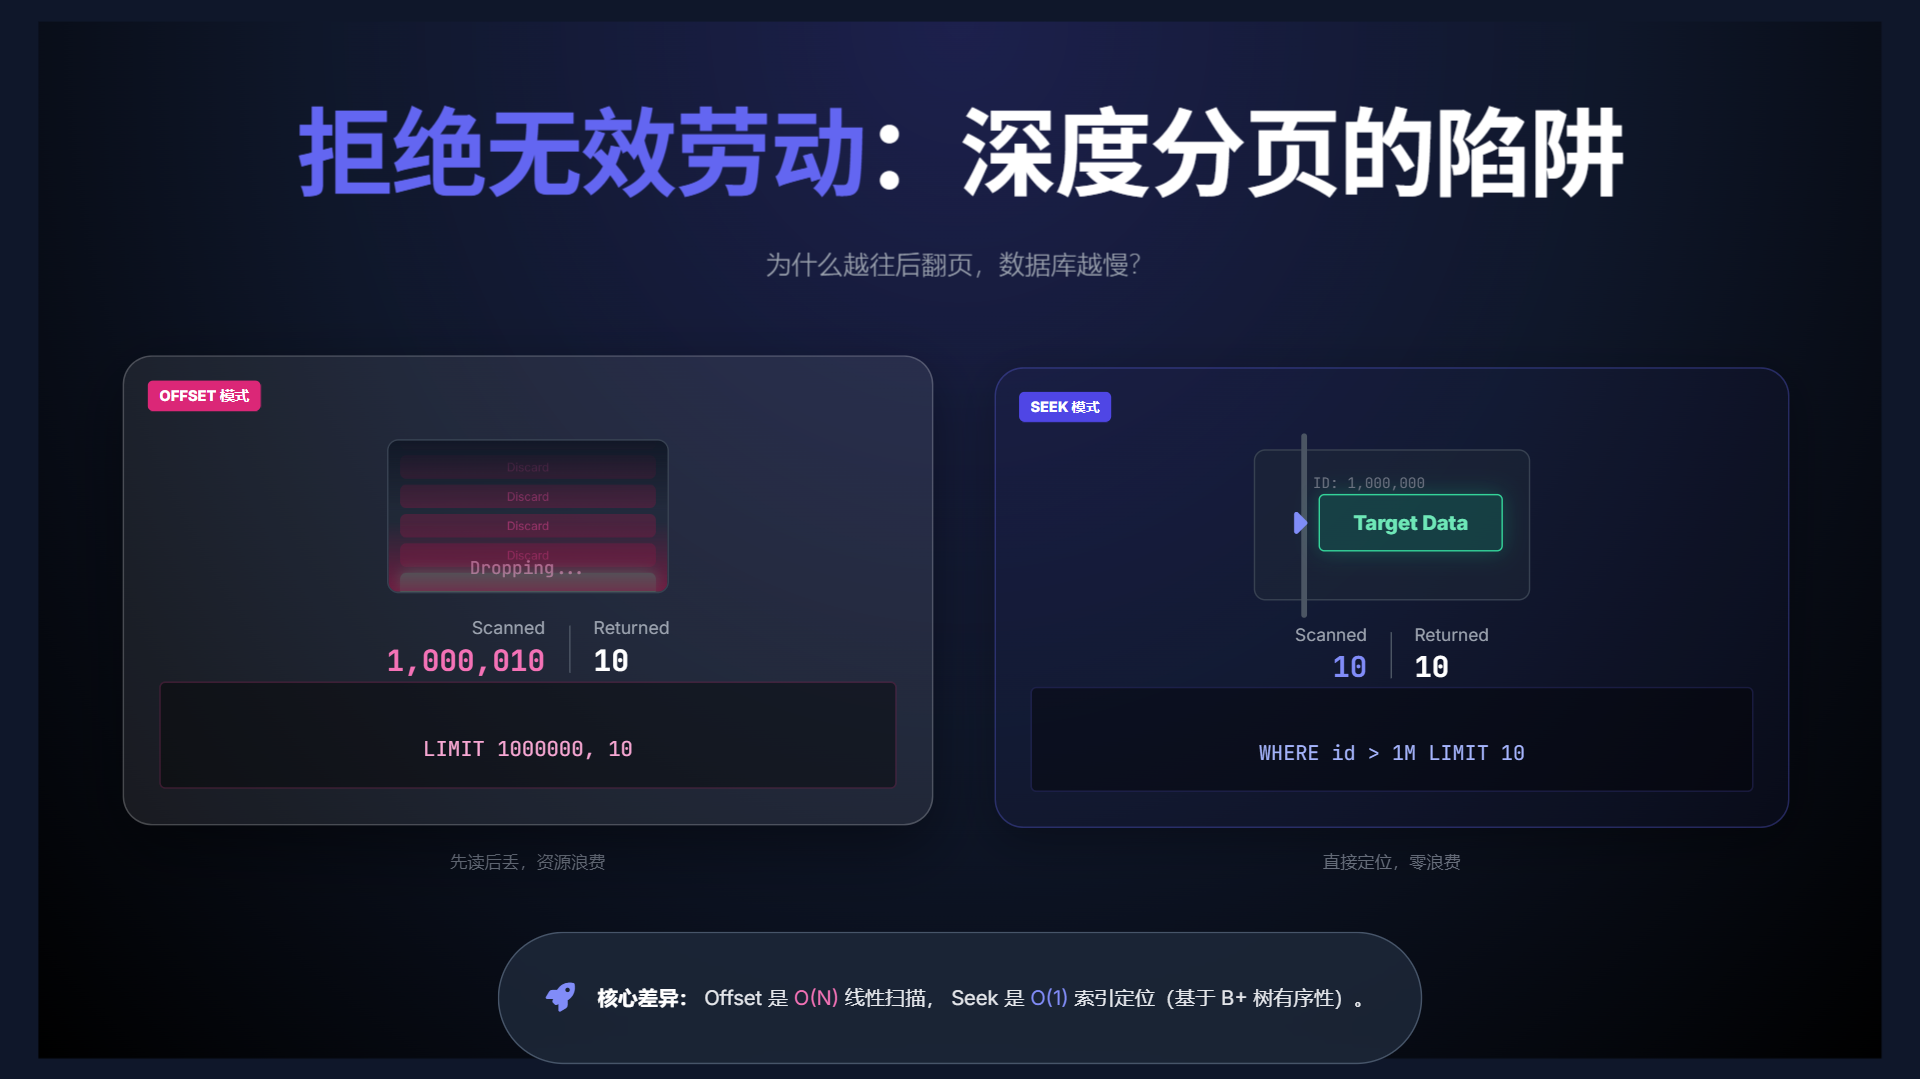 拒绝无效劳动：深度分页的陷阱
为什么越往后翻页，数据库越慢？
OFFSET 模式
Discard
Discard
Discard
Discard
Dropping...
Scanned
1,000,010
Returned
10
LIMIT 1000000, 10
先读后丢，资源浪费
SEEK 模式
ID: 1,000,000
Target Data
Scanned
10
Returned
10
WHERE id > 1M LIMIT 10
直接定位，零浪费
核心差异： Offset 是 O(N) 线性扫描， Seek 是 O(1) 索引定位（基于 B+ 树有序性）。